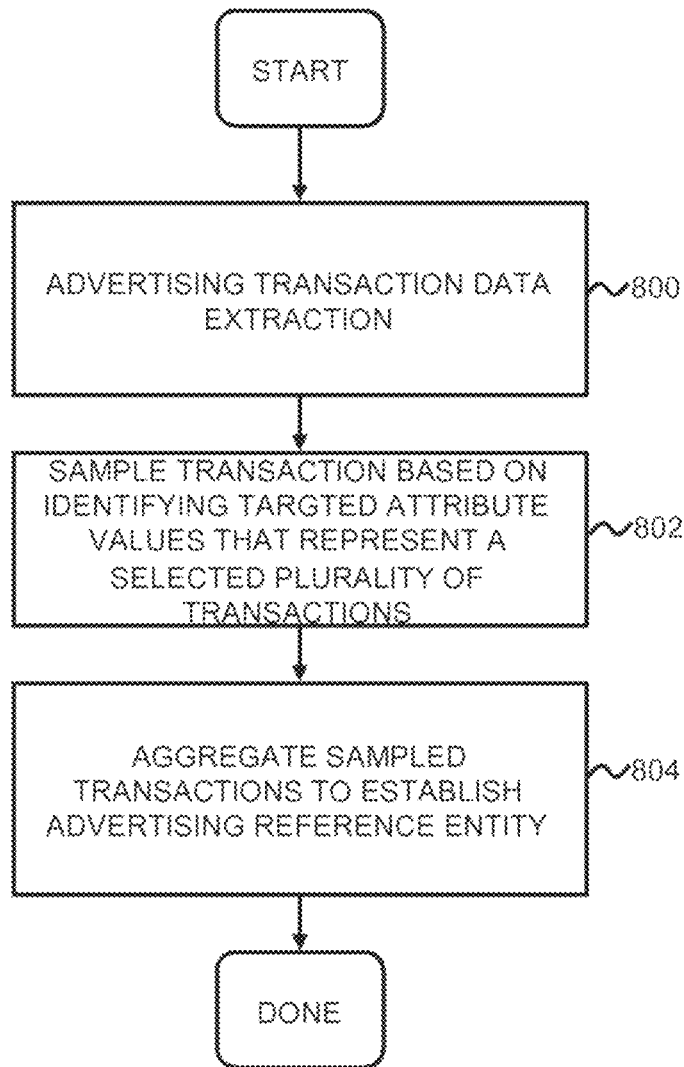 START
ADVERTISING TRANSACTION DATA
EXTRACTION
800
SAMPLE TRANSACTION BASED ON
IDENTIFYING TARGTED ATTRIBUTE
VALUES THAT REPRESENT A
SELECTED PLURALITY OF
TRANSACTIONS
802
AGGREGATE SAMPLED
TRANSACTIONS TO ESTABLISH
ADVERTISING REFERENCE ENTITY
804
DONE